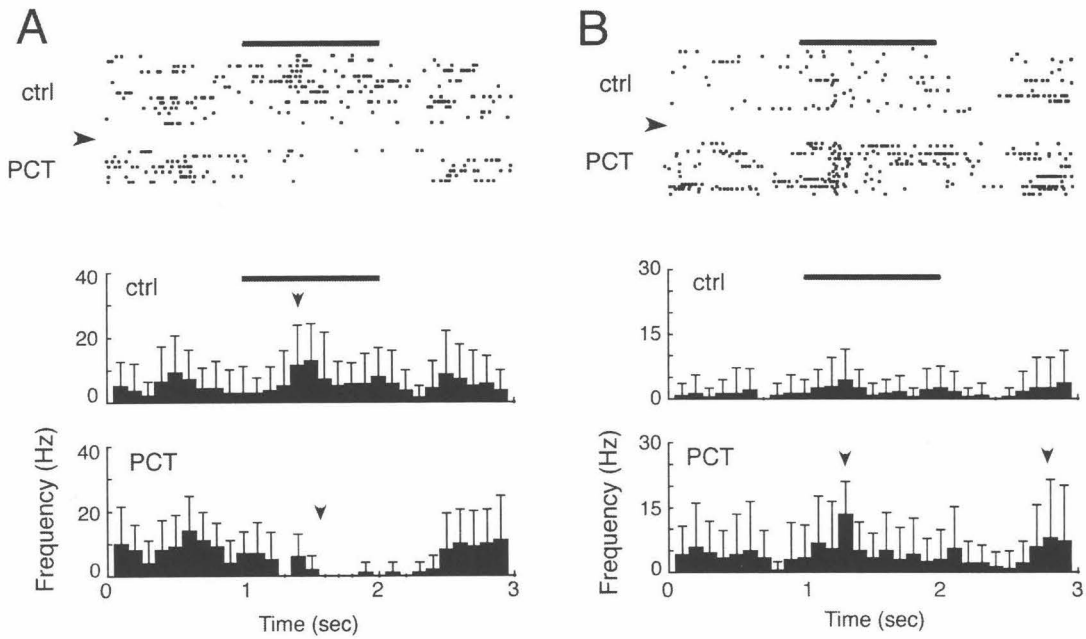 A
ctrl
PCT
ctrl
40
20
0
PCT
40
20
0
Frequency (Hz)
0 1 2 3
Time (sec)
B
ctrl
PCT
ctrl
30
15
0
PCT
30
15
0
Frequency (Hz)
0 1 2 3
Time (sec)